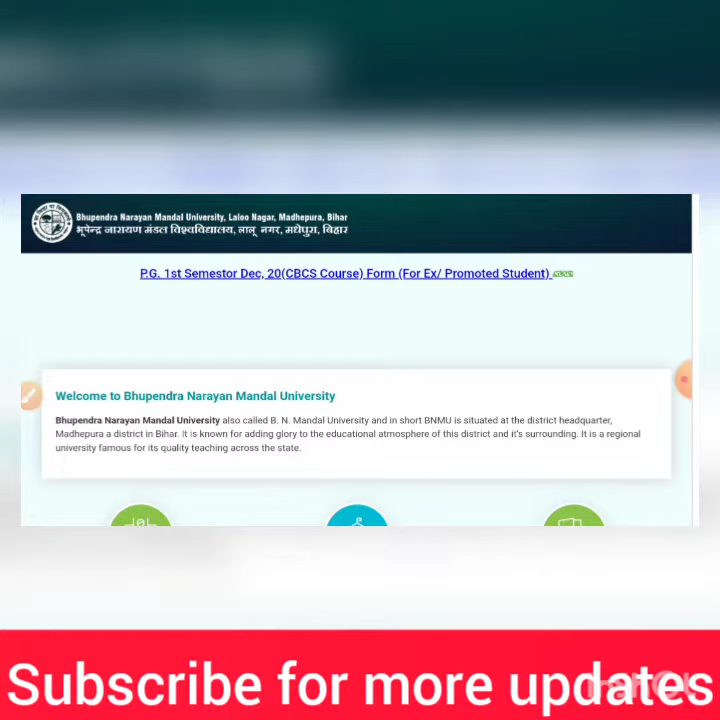 Bhupendra Narayan Mandal University, Laloo Nagar, Madhepura, Bihar
भूपेन्द्र नारायण मंडल विश्वविद्यालय, लालू नगर, मधेपुरा, बिहार
P.G. 1st Semestor Dec, 20(CBCS Course) Form (For Ex/ Promoted Student)
Welcome to Bhupendra Narayan Mandal University
Bhupendra Narayan Mandal University also called B. N. Mandal University and in short BNMU is situated at the district headquarter,
Madhepura a district in Bihar. It is known for adding glory to the educational atmosphere of this district and it's surrounding. It is a regional
university famous for its quality teaching across the state.
Subscribe for more updates